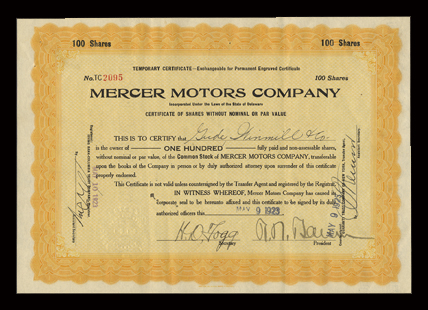 100 Shares 100 Shares
TEMPORARY CERTIFICATE—Exchangeable for Permanent Engraved Certificate
No. TC2095 100 Shares
MERCER MOTORS COMPANY
Incorporated Under the Laws of the State of Delaware
CERTIFICATE OF SHARES WITHOUT NOMINAL OR PAR VALUE
THIS IS TO CERTIFY that & Co.
is the owner of ONE HUNDRED fully paid and non-assessable shares,
without nominal or par value, of the Common Stock of MERCER MOTORS COMPANY, transferable
upon the books of the Company in person or by duly authorized attorney upon surrender of this certificate
properly endorsed.
This Certificate is not valid unless countersigned by the Transfer Agent and registered by the Registrar.
IN WITNESS WHEREOF, Mercer Motors Company has caused its
corporate seal to be hereunto affixed and this certificate to be signed by its duly
authorized officers this MAY 9 1923
Secretary President